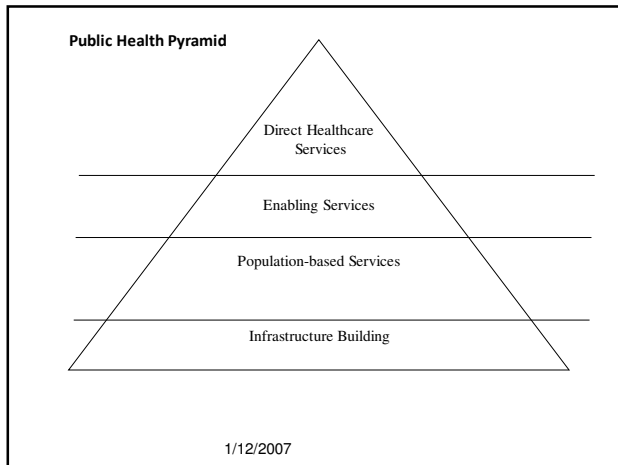 Public Health Pyramid
Direct Healthcare
Services
Enabling Services
Population-based Services
Infrastructure Building
1/12/2007